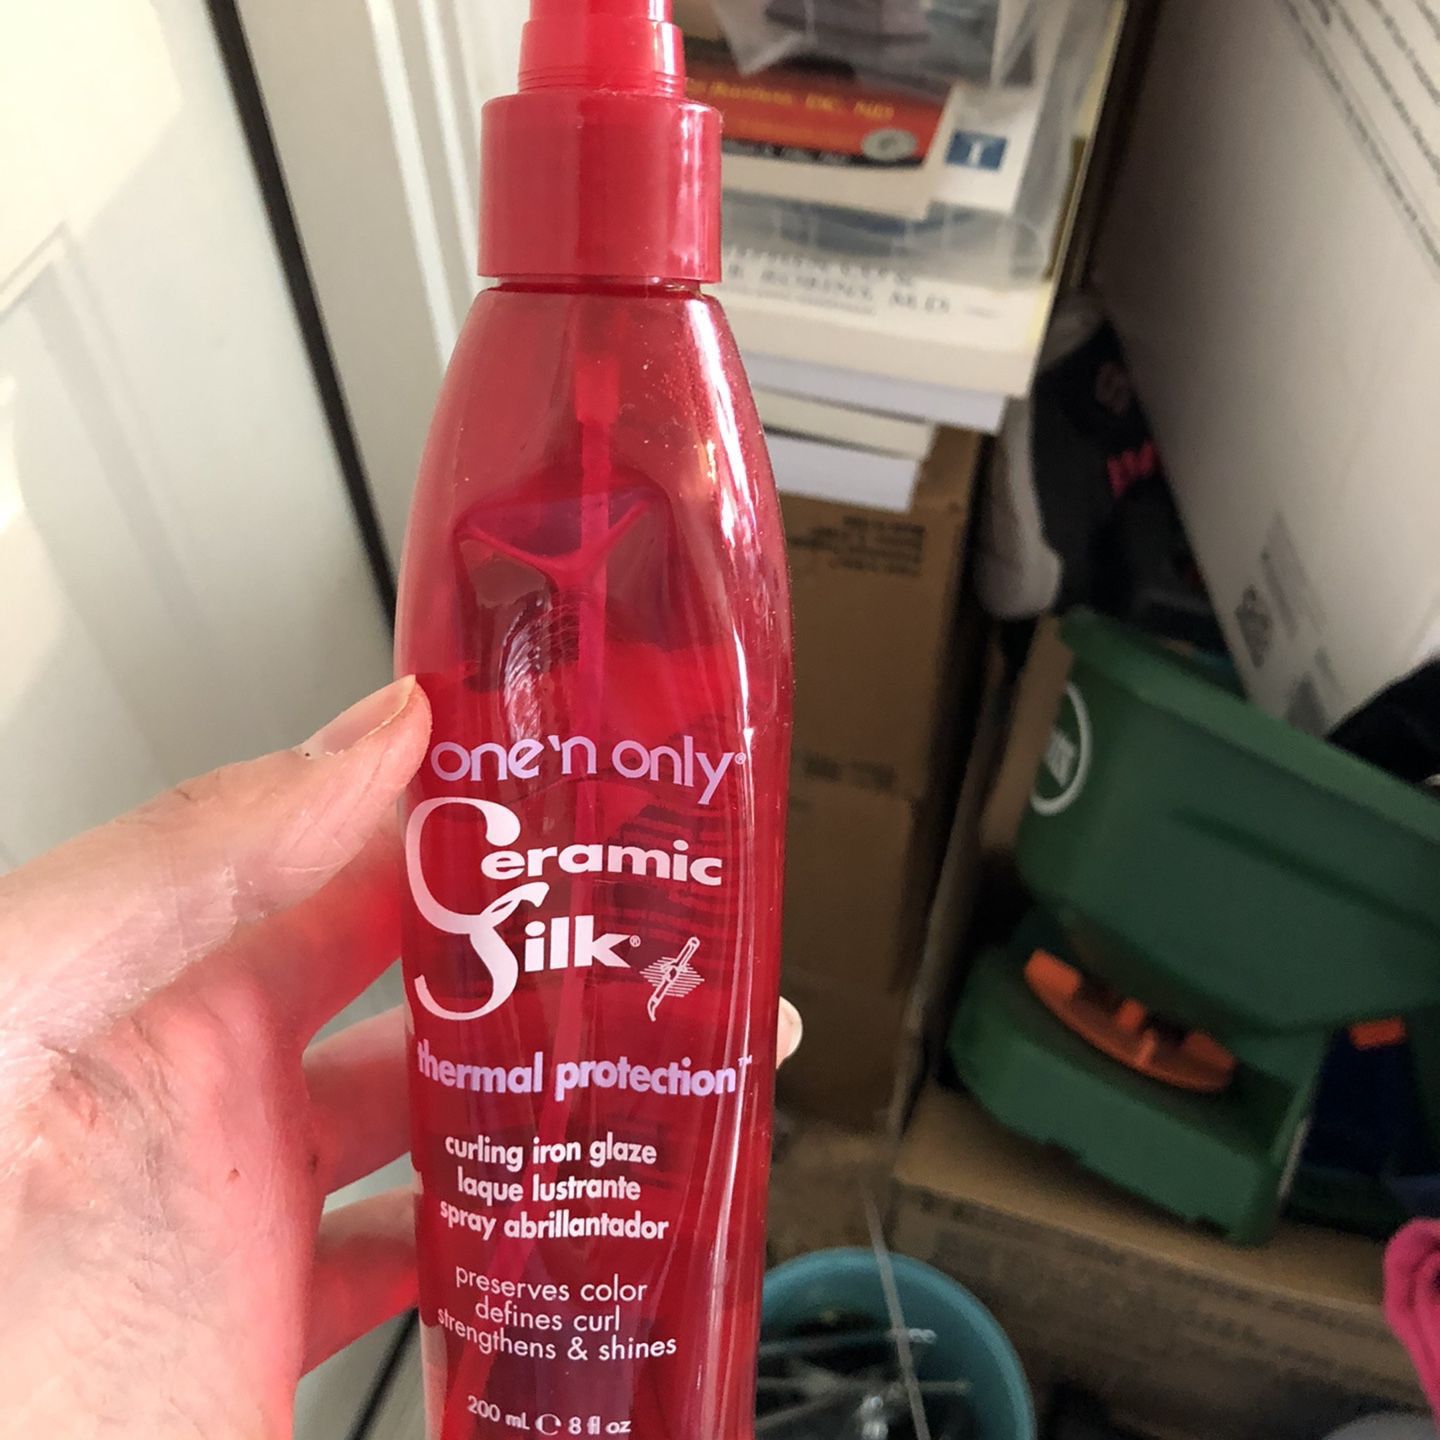 one 'n only®
Ceramic
Silk®
thermal protection™
curling iron glaze
laque lustrante
spray abrillantador
preserves color
defines curl
strengthens & shines
200 mL ℮ 8 fl oz
M.D.